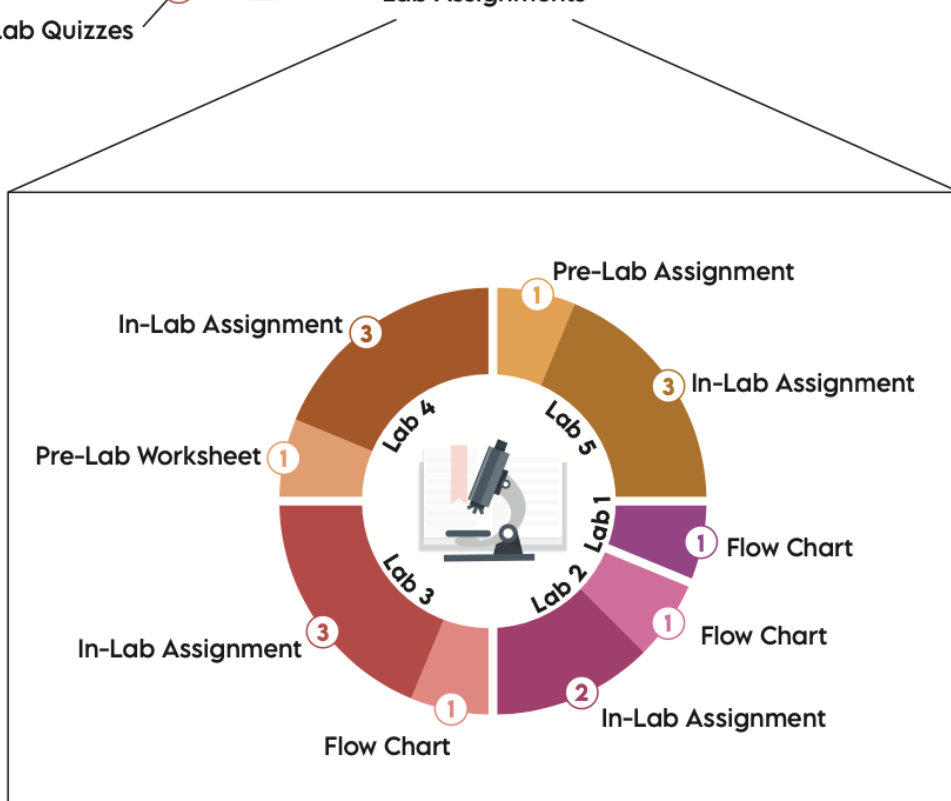 Lab Assignments
Lab Quizzes
Pre-Lab Assignment
1
In-Lab Assignment
3
3
In-Lab Assignment
Lab 4
Lab 5
Pre-Lab Worksheet
1
Lab 1
1
Flow Chart
Lab 3
Lab 2
1
Flow Chart
In-Lab Assignment
3
2
In-Lab Assignment
1
Flow Chart